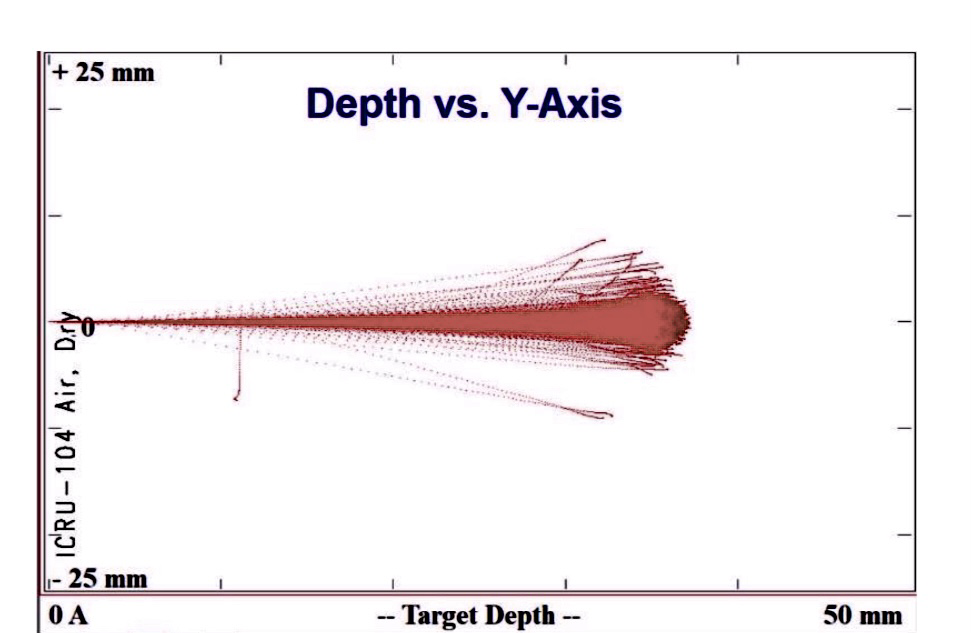 + 25 mm
Depth vs. Y-Axis
0
ICRU-104 Air, Dry
- 25 mm
0 A
-- Target Depth --
50 mm